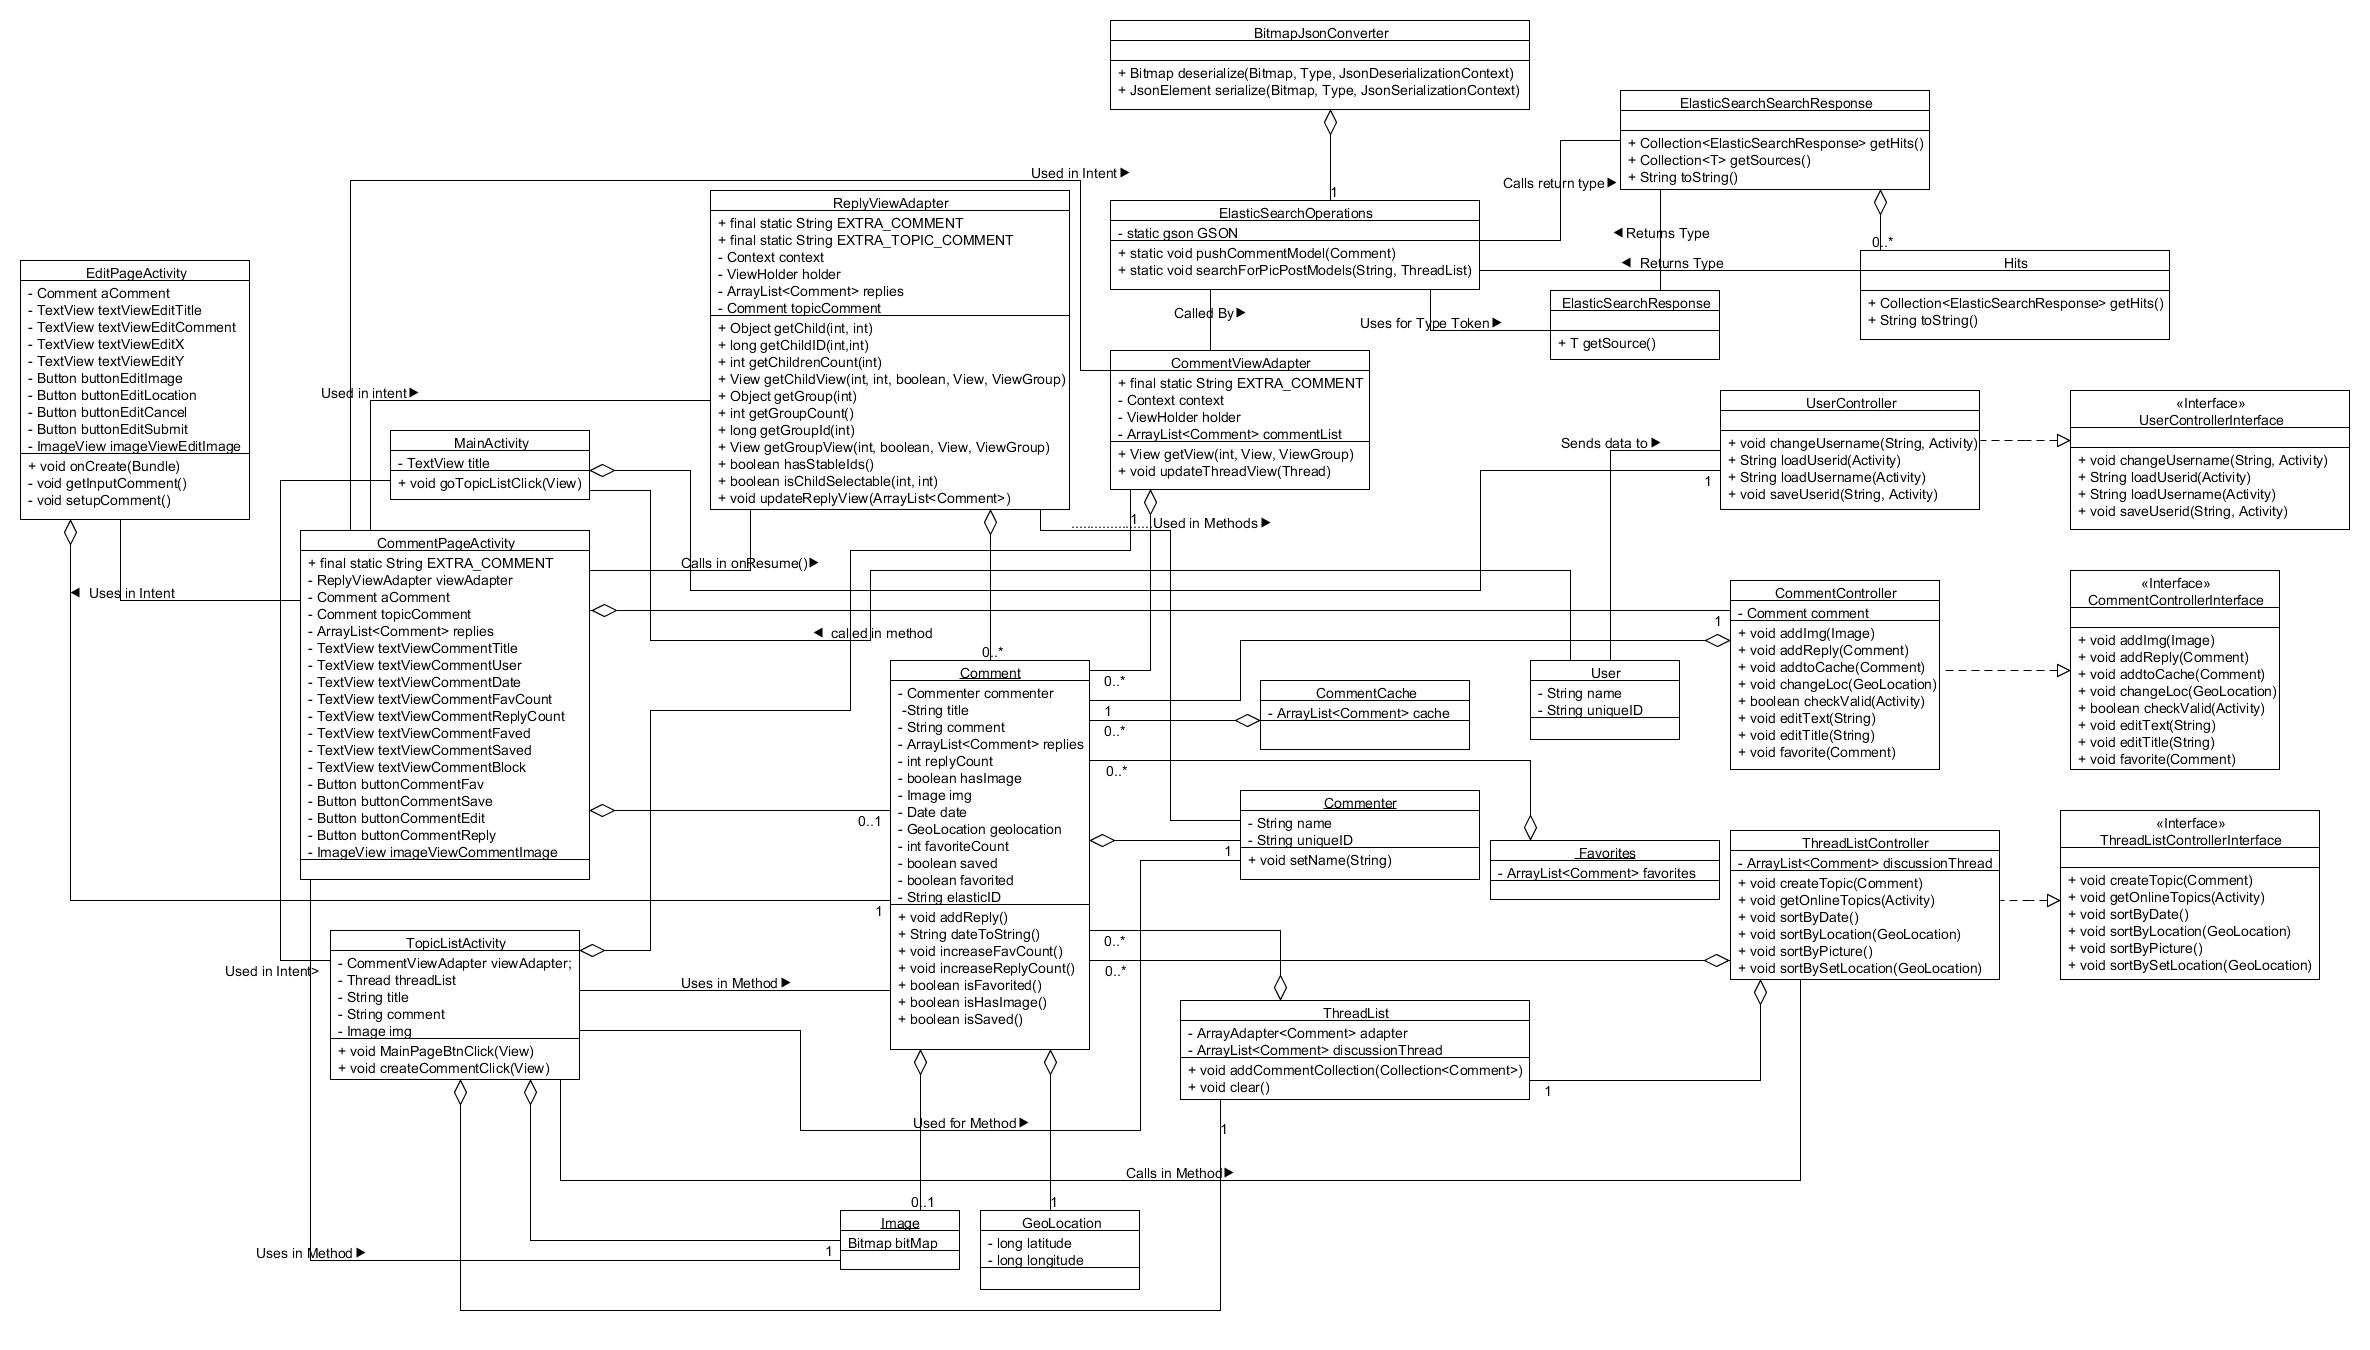 BitmapJsonConverter
+ Bitmap deserialize(Bitmap, Type, JsonDeserializationContext)
+ JsonElement serialize(Bitmap, Type, JsonSerializationContext)
ElasticSearchSearchResponse
+ Collection<ElasticSearchResponse> getHits()
+ Collection<T> getSources()
+ String toString()
Used in Intent ▶
Calls return type ▶
1
ReplyViewAdapter
+ final static String EXTRA_COMMENT
+ final static String EXTRA_TOPIC_COMMENT
- Context context
- ViewHolder holder
- ArrayList<Comment> replies
- Comment topicComment
+ Object getChild(int, int)
+ long getChildID(int,int)
+ int getChildrenCount(int)
+ View getChildView(int, int, boolean, View, ViewGroup)
+ Object getGroup(int)
+ int getGroupCount()
+ long getGroupId(int)
+ View getGroupView(int, boolean, View, ViewGroup)
+ boolean hasStableIds()
+ boolean isChildSelectable(int, int)
+ void updateReplyView(ArrayList<Comment>)
ElasticSearchOperations
- static gson GSON
+ static void pushCommentModel(Comment)
+ static void searchForPicPostModels(String, ThreadList)
◀ Returns Type
0..*
◀ Returns Type
Hits
+ Collection<ElasticSearchResponse> getHits()
+ String toString()
EditPageActivity
- Comment aComment
- TextView textViewEditTitle
- TextView textViewEditComment
- TextView textViewEditX
- TextView textViewEditY
- Button buttonEditImage
- Button buttonEditLocation
- Button buttonEditCancel
- Button buttonEditSubmit
- ImageView imageViewEditImage
+ void onCreate(Bundle)
- void getInputComment()
- void setupComment()
Called By ▶
Uses for Type Token ▶
ElasticSearchResponse
+ T getSource()
CommentViewAdapter
+ final static String EXTRA_COMMENT
- Context context
- ViewHolder holder
- ArrayList<Comment> commentList
+ View getView(int, View, ViewGroup)
+ void updateThreadView(Thread)
Used in intent ▶
MainActivity
- TextView title
+ void goTopicListClick(View)
UserController
+ void changeUsername(String, Activity)
+ String loadUserid(Activity)
+ String loadUsername(Activity)
+ void saveUserid(String, Activity)
«Interface»
UserControllerInterface
+ void changeUsername(String, Activity)
+ String loadUserid(Activity)
+ String loadUsername(Activity)
+ void saveUserid(String, Activity)
Sends data to ▶
1
1
....................Used in Methods ▶
CommentPageActivity
+ final static String EXTRA_COMMENT
- ReplyViewAdapter viewAdapter
- Comment aComment
- Comment topicComment
- ArrayList<Comment> replies
- TextView textViewCommentTitle
- TextView textViewCommentUser
- TextView textViewCommentDate
- TextView textViewCommentFavCount
- TextView textViewCommentReplyCount
- TextView textViewCommentFaved
- TextView textViewCommentSaved
- TextView textViewCommentBlock
- Button buttonCommentFav
- Button buttonCommentSave
- Button buttonCommentEdit
- Button buttonCommentReply
- ImageView imageViewCommentImage
Calls in onResume() ▶
◀ Uses in Intent
◀ called in method
CommentController
- Comment comment
+ void addImg(Image)
+ void addReply(Comment)
+ void addtoCache(Comment)
+ void changeLoc(GeoLocation)
+ boolean checkValid(Activity)
+ void editText(String)
+ void editTitle(String)
+ void favorite(Comment)
«Interface»
CommentControllerInterface
+ void addImg(Image)
+ void addReply(Comment)
+ void addtoCache(Comment)
+ void changeLoc(GeoLocation)
+ boolean checkValid(Activity)
+ void editText(String)
+ void editTitle(String)
+ void favorite(Comment)
1
0..*
Comment
- Commenter commenter
-String title
- String comment
- ArrayList<Comment> replies
- int replyCount
- boolean hasImage
- Image img
- Date date
- GeoLocation geolocation
- int favoriteCount
- boolean saved
- boolean favorited
- String elasticID
+ void addReply()
+ String dateToString()
+ void increaseFavCount()
+ void increaseReplyCount()
+ boolean isFavorited()
+ boolean isHasImage()
+ boolean isSaved()
0..*
1
0..*
0..*
CommentCache
- ArrayList<Comment> cache
User
- String name
- String uniqueID
Commenter
- String name
- String uniqueID
+ void setName(String)
1
Favorites
- ArrayList<Comment> favorites
ThreadListController
- ArrayList<Comment> discussionThread
+ void createTopic(Comment)
+ void getOnlineTopics(Activity)
+ void sortByDate()
+ void sortByLocation(GeoLocation)
+ void sortByPicture()
+ void sortBySetLocation(GeoLocation)
«Interface»
ThreadListControllerInterface
+ void createTopic(Comment)
+ void getOnlineTopics(Activity)
+ void sortByDate()
+ void sortByLocation(GeoLocation)
+ void sortByPicture()
+ void sortBySetLocation(GeoLocation)
0..1
1
0..*
0..*
TopicListActivity
- CommentViewAdapter viewAdapter;
- Thread threadList
- String title
- String comment
- Image img
+ void MainPageBtnClick(View)
+ void createCommentClick(View)
Used in Intent>
Uses in Method ▶
ThreadList
- ArrayAdapter<Comment> adapter
- ArrayList<Comment> discussionThread
+ void addCommentCollection(Collection<Comment>)
+ void clear()
1
Used for Method ▶
1
Calls in Method ▶
0..1
1
Image
Bitmap bitMap
1
GeoLocation
- long latitude
- long longitude
Uses in Method ▶